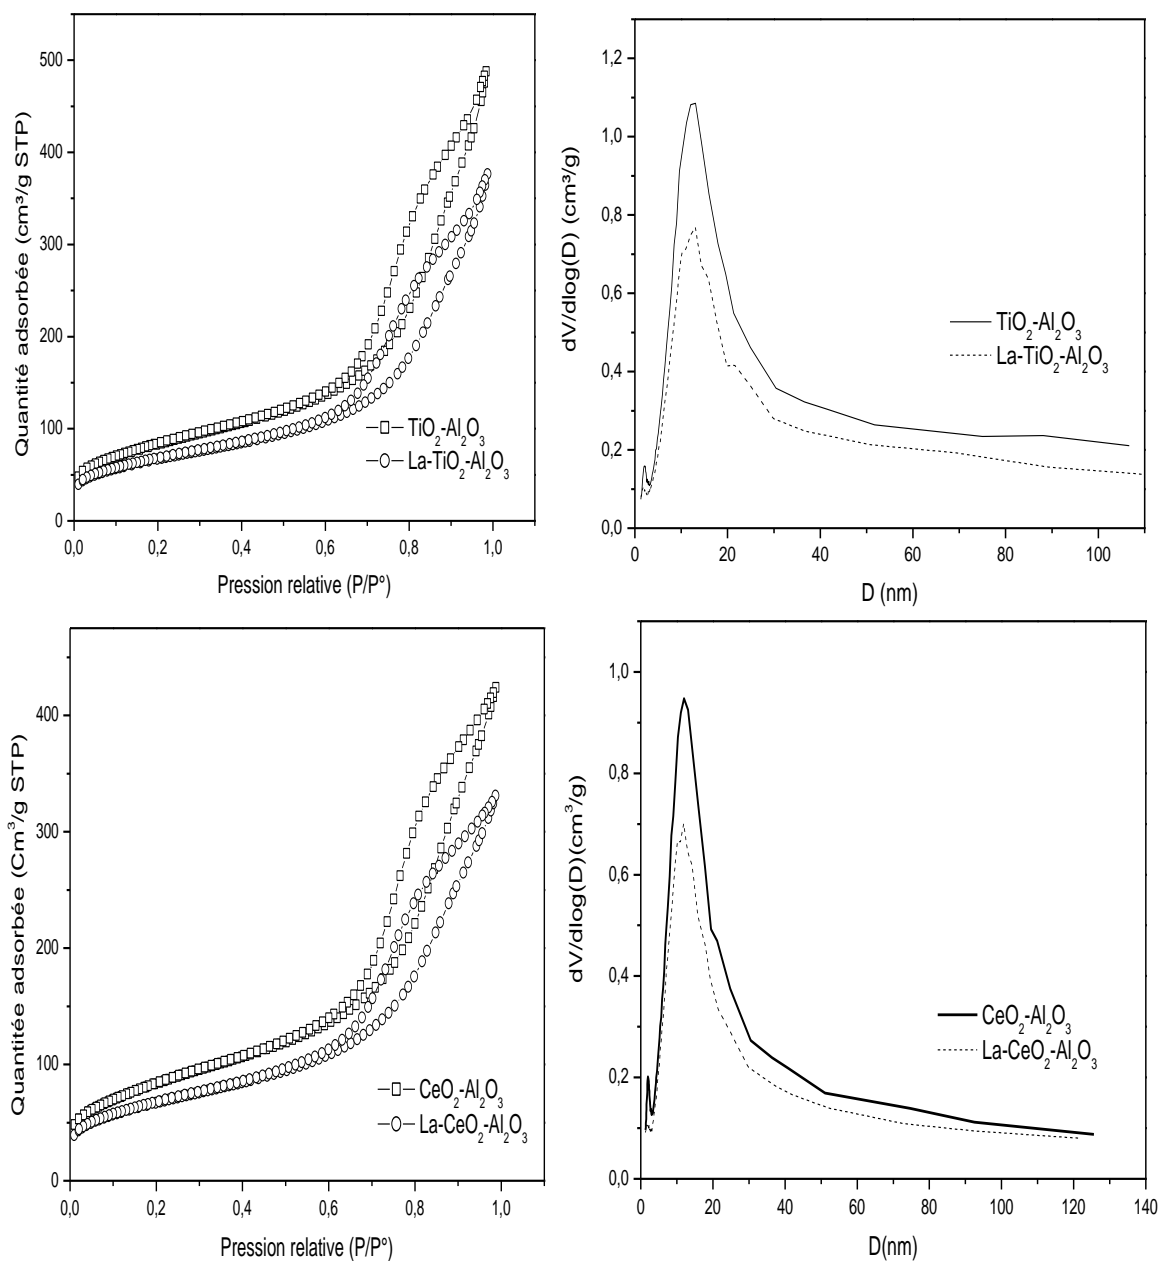 Quantité adsorbée (cm³/g STP)
500
400
300
200
100
0
0,0 0,2 0,4 0,6 0,8 1,0
Pression relative (P/P°)
TiO₂-Al₂O₃
La-TiO₂-Al₂O₃
dV/dlog(D) (cm³/g)
1,2
1,0
0,8
0,6
0,4
0,2
0,0
0 20 40 60 80 100
D (nm)
TiO₂-Al₂O₃
La-TiO₂-Al₂O₃
Quantitée adsorbée (Cm³/g STP)
400
300
200
100
0
0,0 0,2 0,4 0,6 0,8 1,0
Pression relative (P/P°)
CeO₂-Al₂O₃
La-CeO₂-Al₂O₃
dV/dlog(D)(cm³/g)
1,0
0,8
0,6
0,4
0,2
0,0
0 20 40 60 80 100 120 140
D(nm)
CeO₂-Al₂O₃
La-CeO₂-Al₂O₃